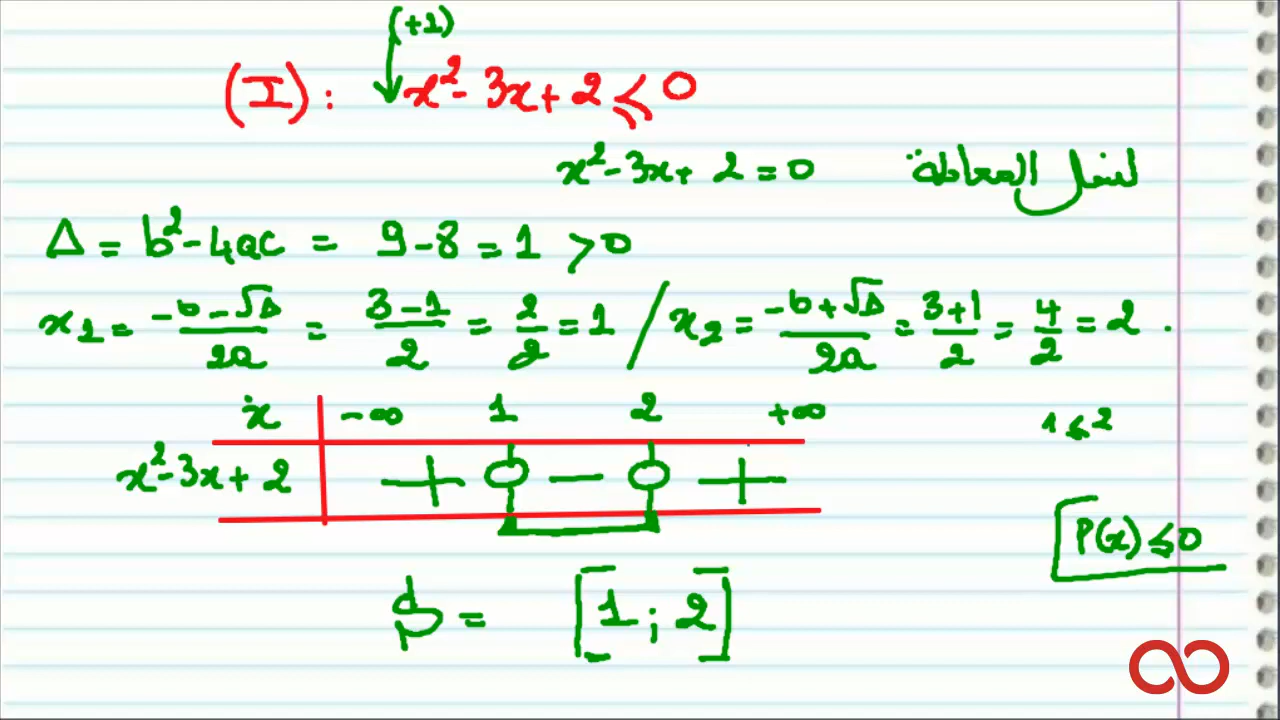 (+1)
(I): x² - 3x + 2 ⩽ 0
x² - 3x + 2 = 0 لنحل المعادلة
Δ = b² - 4ac = 9 - 8 = 1 > 0
x₁ = (-b - √Δ)/2a = (3 - 1)/2 = 2/2 = 1 / x₂ = (-b + √Δ)/2a = (3 + 1)/2 = 4/2 = 2 .
x -∞ 1 2 +∞
1 ⩽ 2
x² - 3x + 2 + 0 - 0 +
P(x) ⩽ 0
S = [1 ; 2]